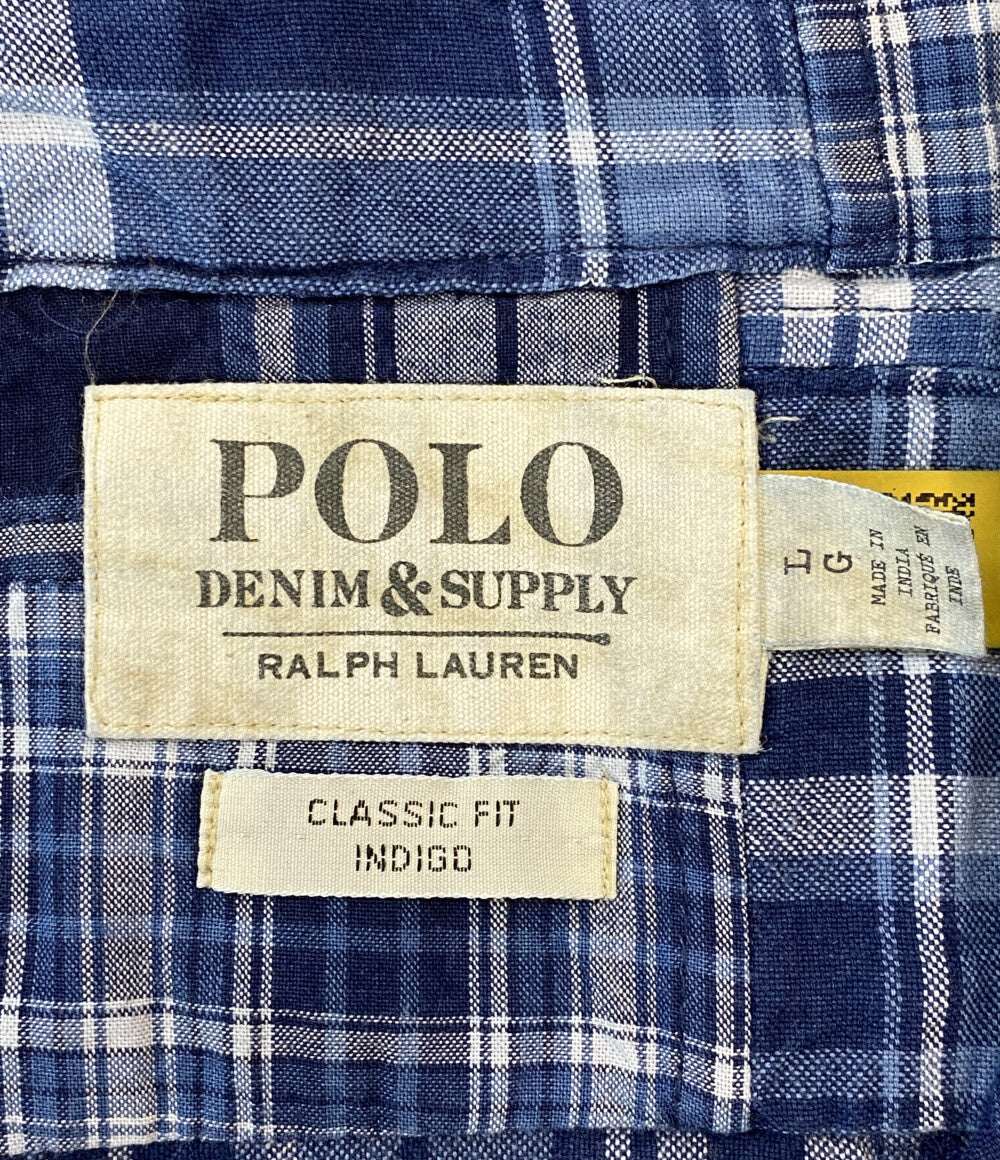 POLO
DENIM & SUPPLY
RALPH LAUREN
L
G
MADE IN
INDIA
FABRIQUÉ EN
INDE
CLASSIC FIT
INDIGO